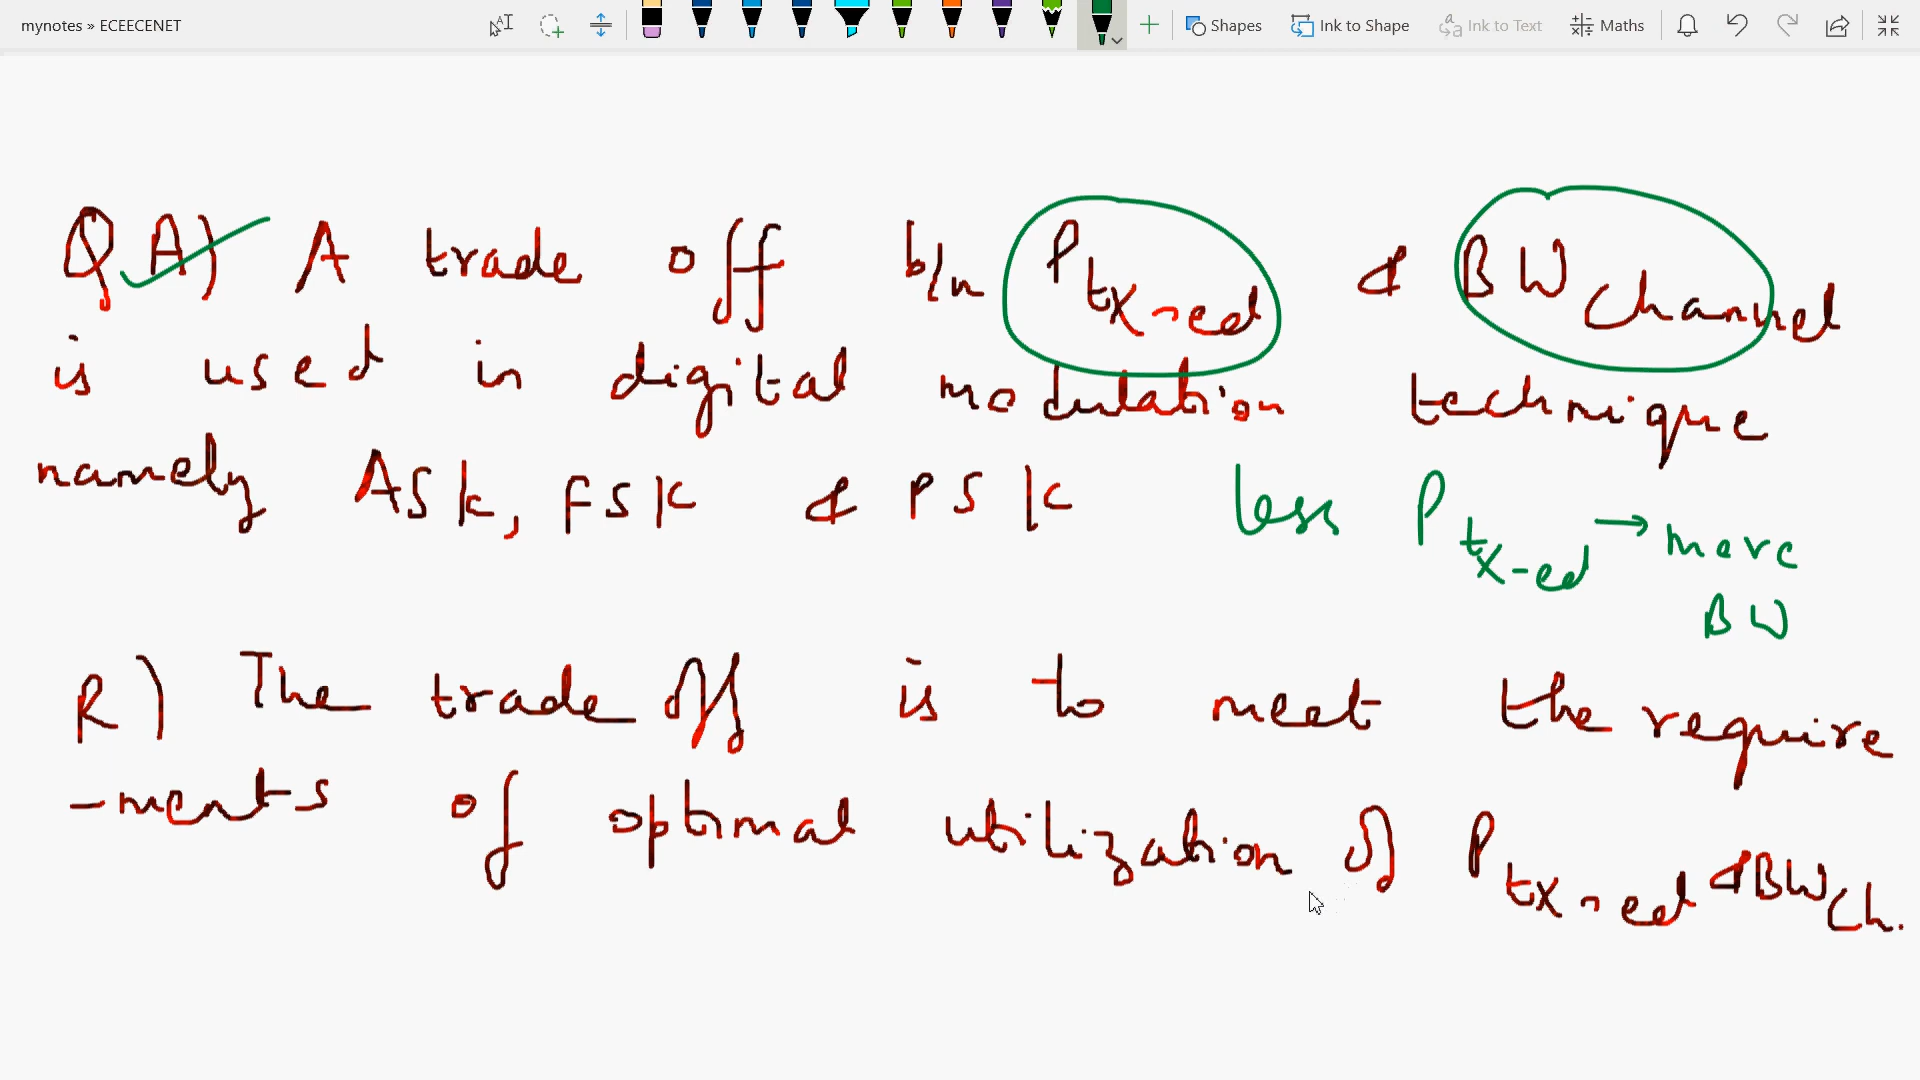 mynotes » ECEECENET
Shapes Ink to Shape Ink to Text Maths
Q A) A trade off b/n P tx-ed & BW channel
is used in digital modulation technique
namely ASK, FSK & PSK
less P tx-ed → more
BW
R) The trade off is to meet the require
-ments of optimal utilization of P tx-ed & BW ch.